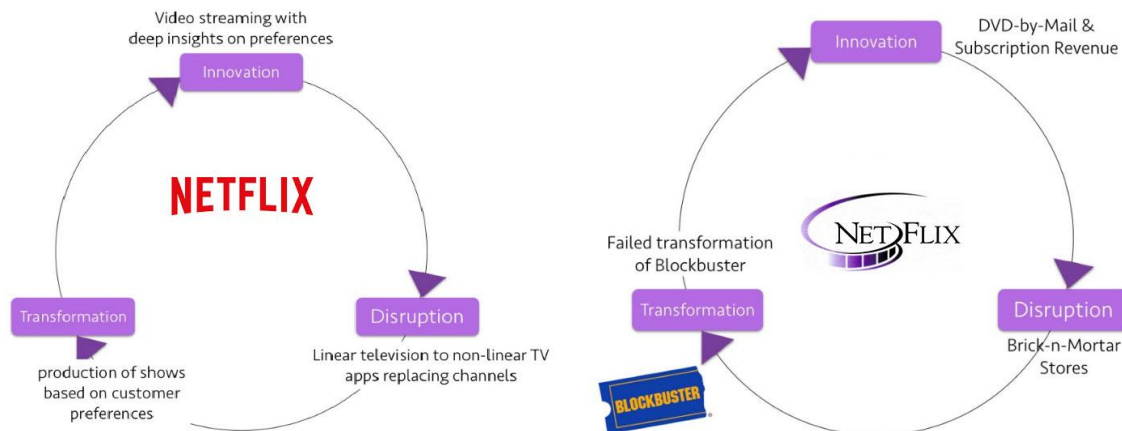 Video streaming with
deep insights on preferences
Innovation
NETFLIX
Transformation
production of shows
based on customer
preferences
Disruption
Linear television to non-linear TV
apps replacing channels
DVD-by-Mail &
Subscription Revenue
Innovation
NETFLIX
Failed transformation
of Blockbuster
Transformation
BLOCKBUSTER
®
Disruption
Brick-n-Mortar
Stores